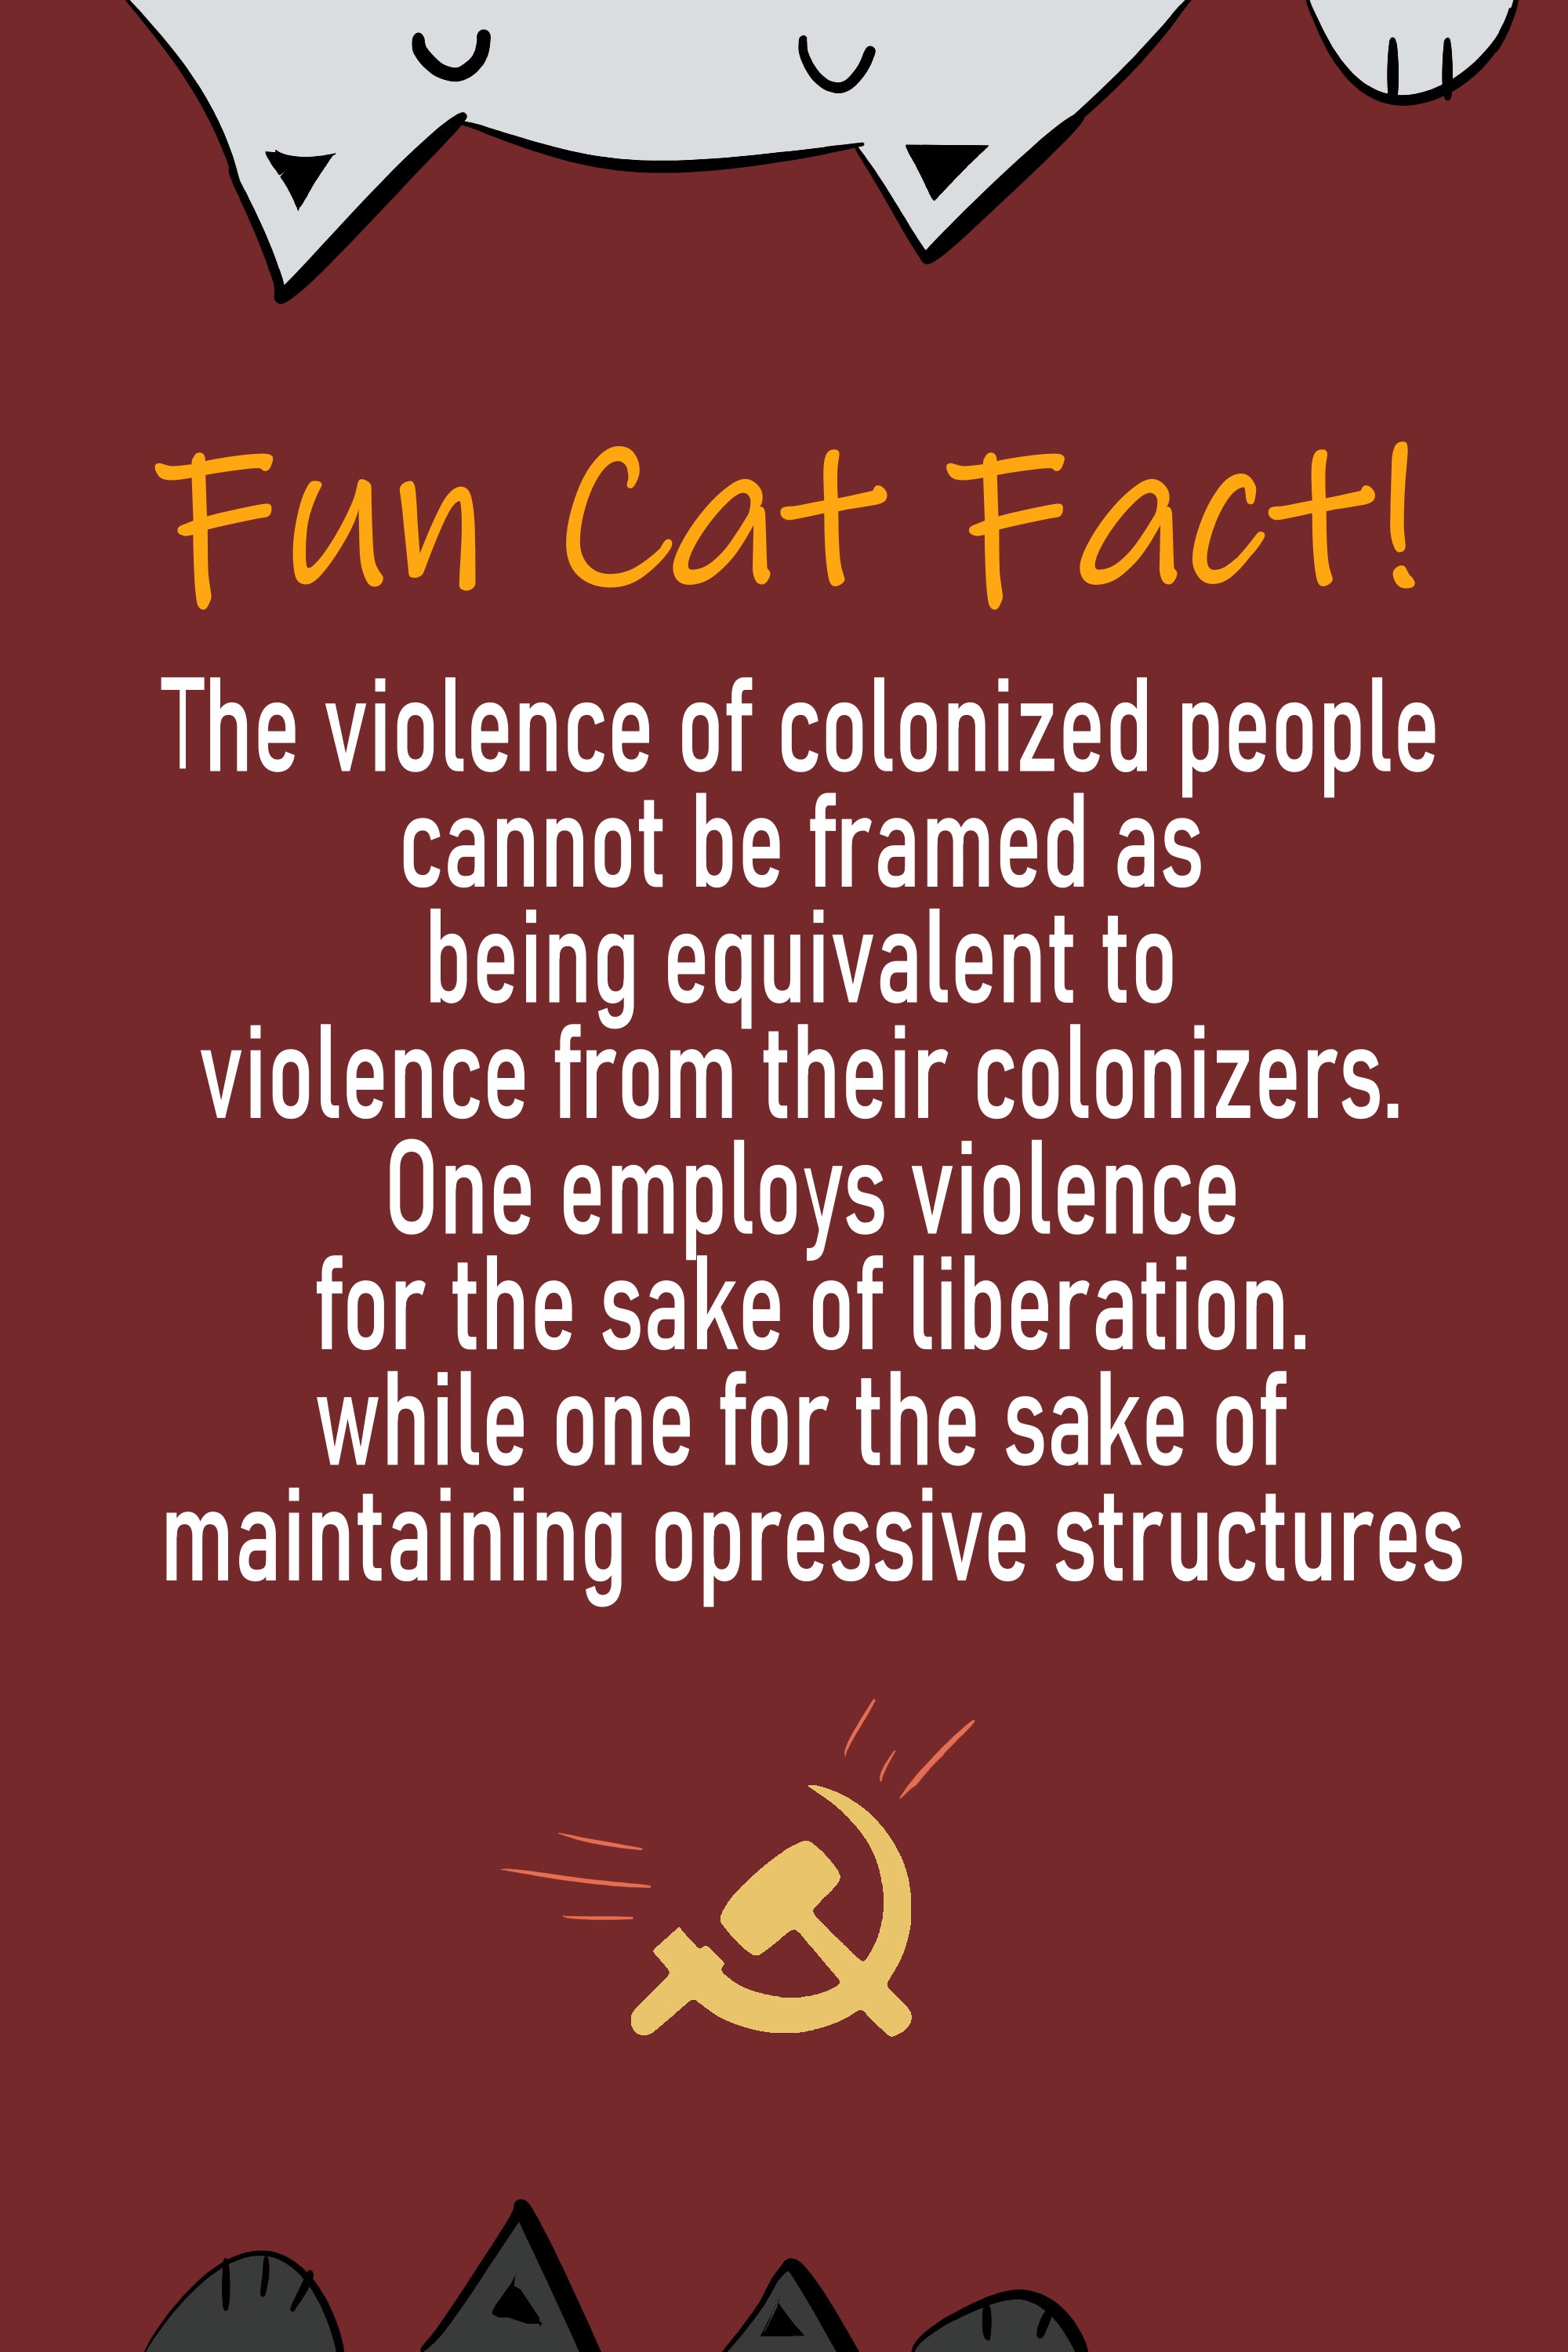 Fun Cat Fact!
The violence of colonized people
cannot be framed as
being equivalent to
violence from their colonizers.
One employs violence
for the sake of liberation.
while one for the sake of
maintaining opressive structures